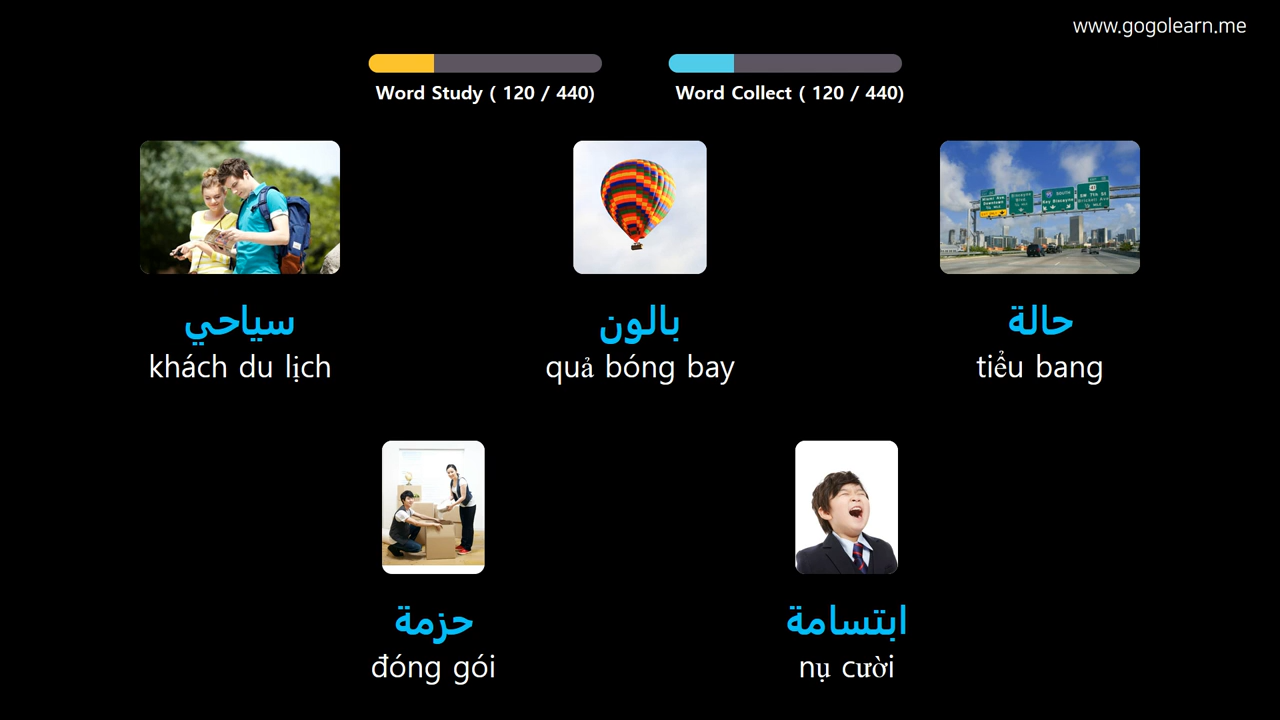 www.gogolearn.me
Word Study ( 120 / 440)
Word Collect ( 120 / 440)
سياحي
khách du lịch
بالون
quả bóng bay
حالة
tiểu bang
حزمة
đóng gói
ابتسامة
nụ cười